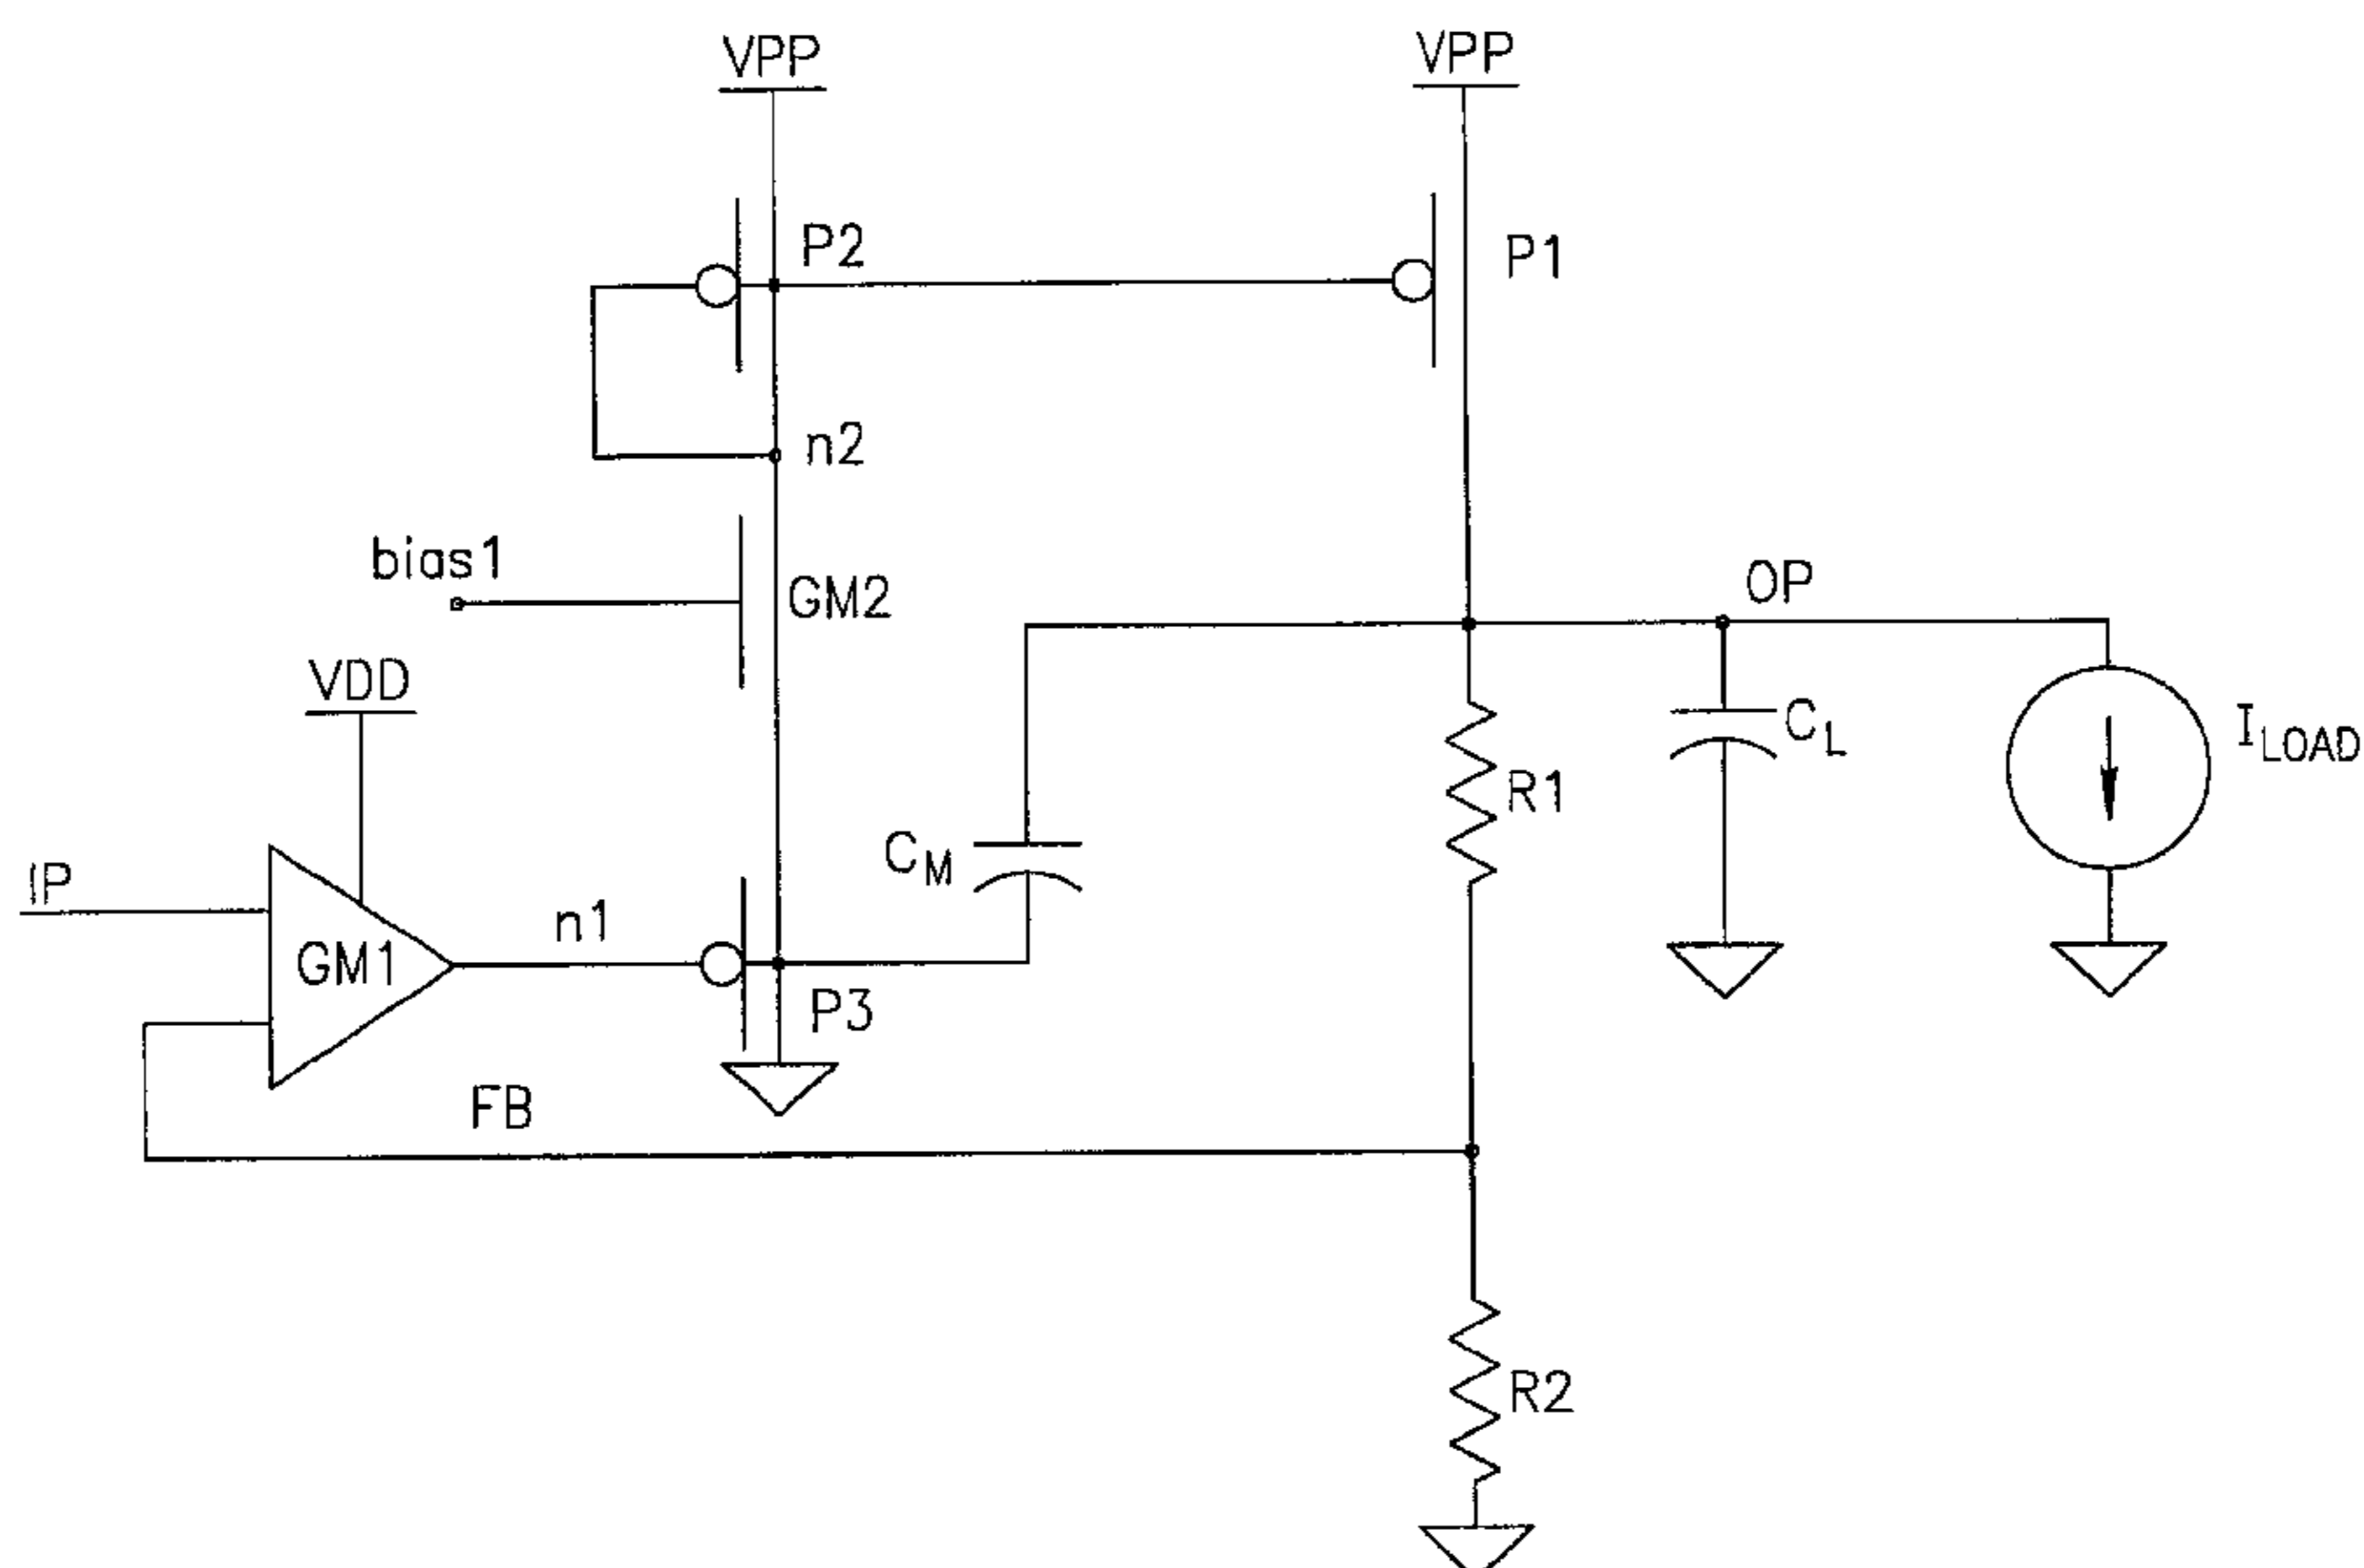 VPP
VPP
P2
P1
n2
bias1
GM2
OP
VDD
C_L
I_LOAD
R1
C_M
IP
n1
GM1
P3
FB
R2